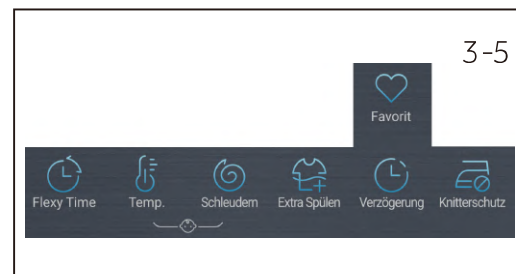 3-5
Favorit
Flexy Time Temp. Schleudern Extra Spülen Verzögerung Knitterschutz